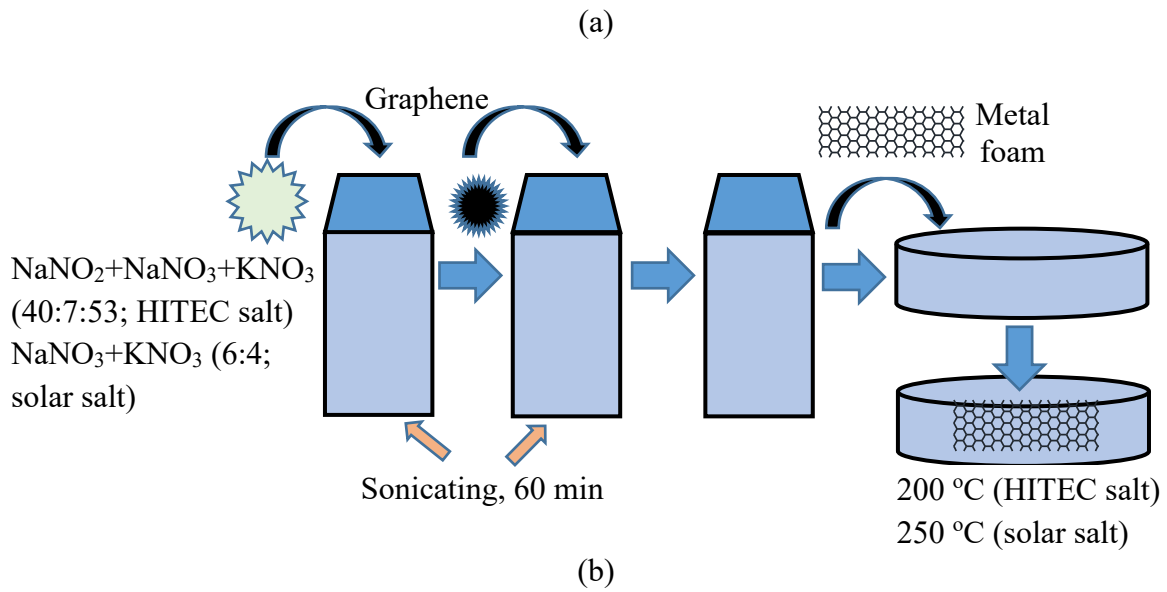 (a)
Graphene
Metal
foam
NaNO₂+NaNO₃+KNO₃
(40:7:53; HITEC salt)
NaNO₃+KNO₃ (6:4;
solar salt)
Sonicating, 60 min
200 ºC (HITEC salt)
250 ºC (solar salt)
(b)